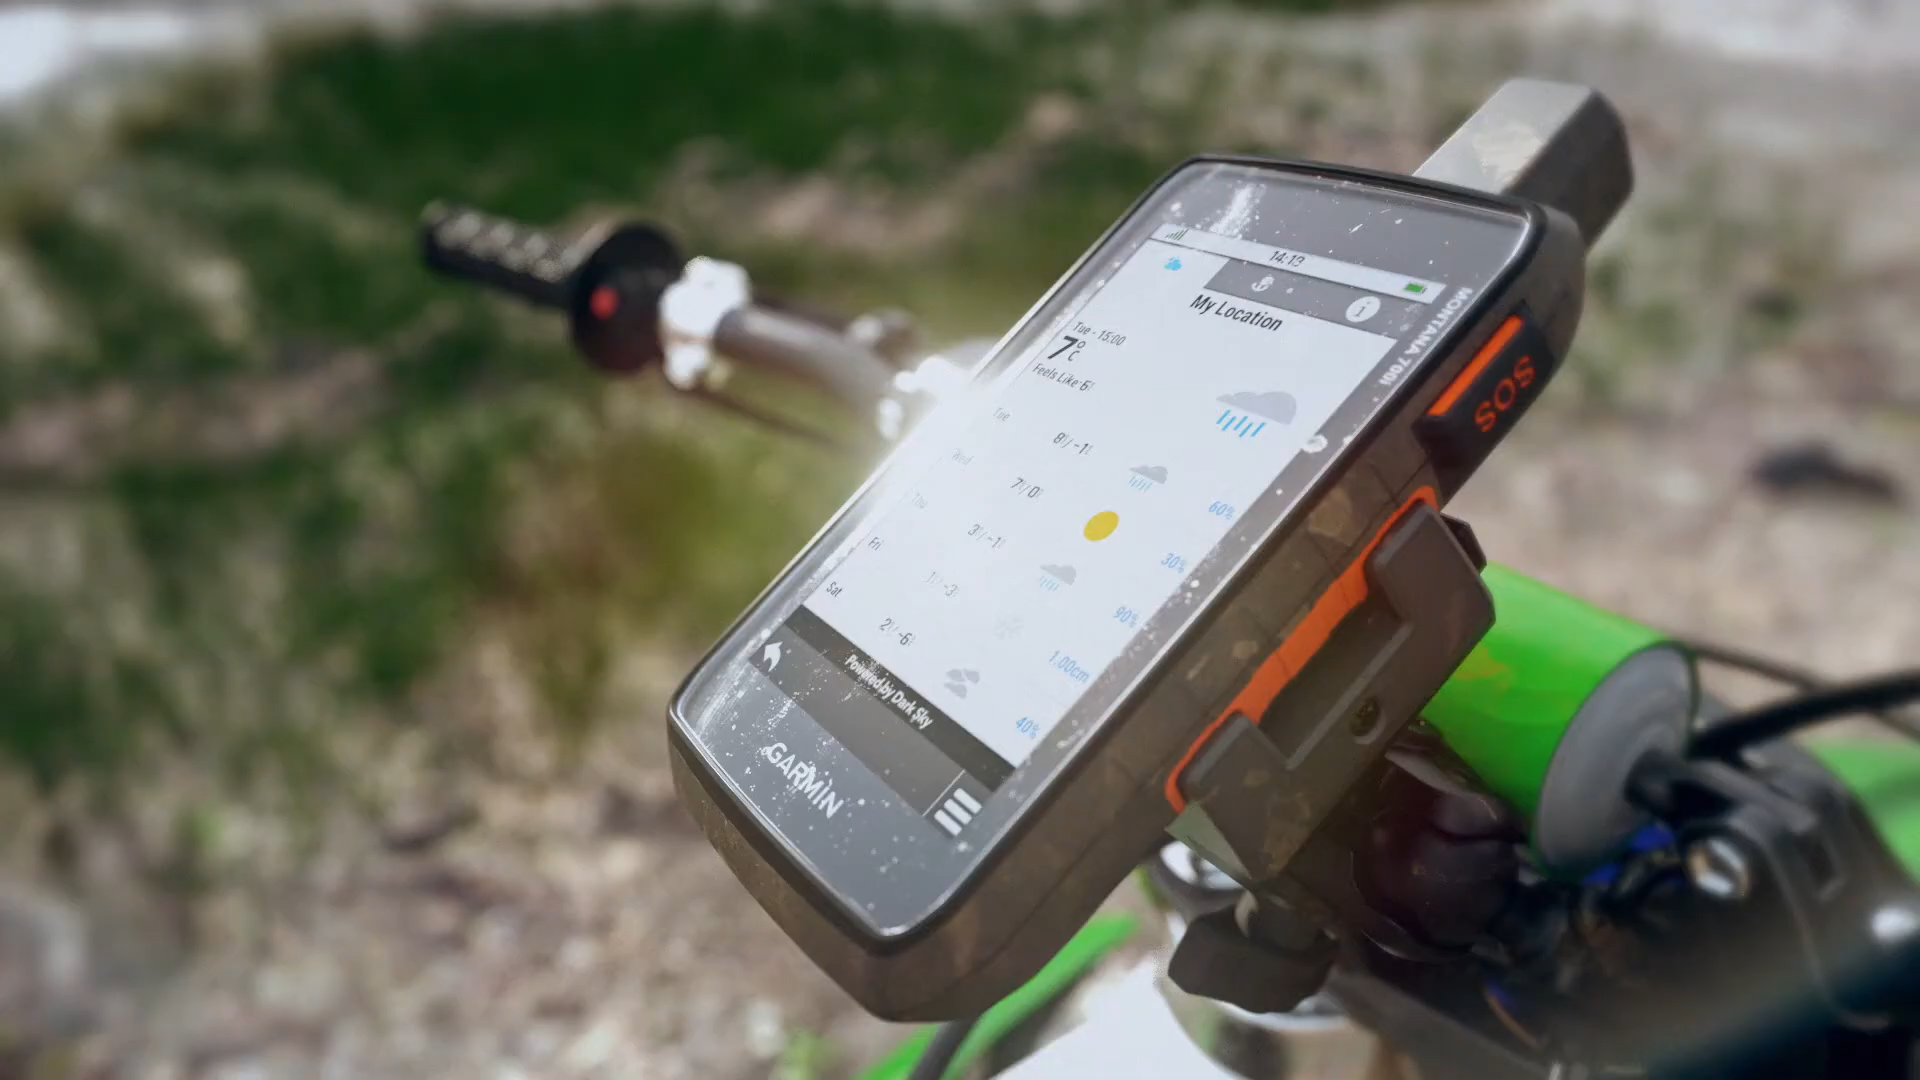 14:13
My Location
Tue - 15:00
7°C
Feels Like 6°
Tue 8°/-1° 60%
Wed 7°/0° 30%
Thu 3°/-1° 90%
Fri 1°/-3° 1.00cm
Sat 2°/-6° 40%
Powered by Dark Sky
GARMIN
MONTANA 700i
SOS